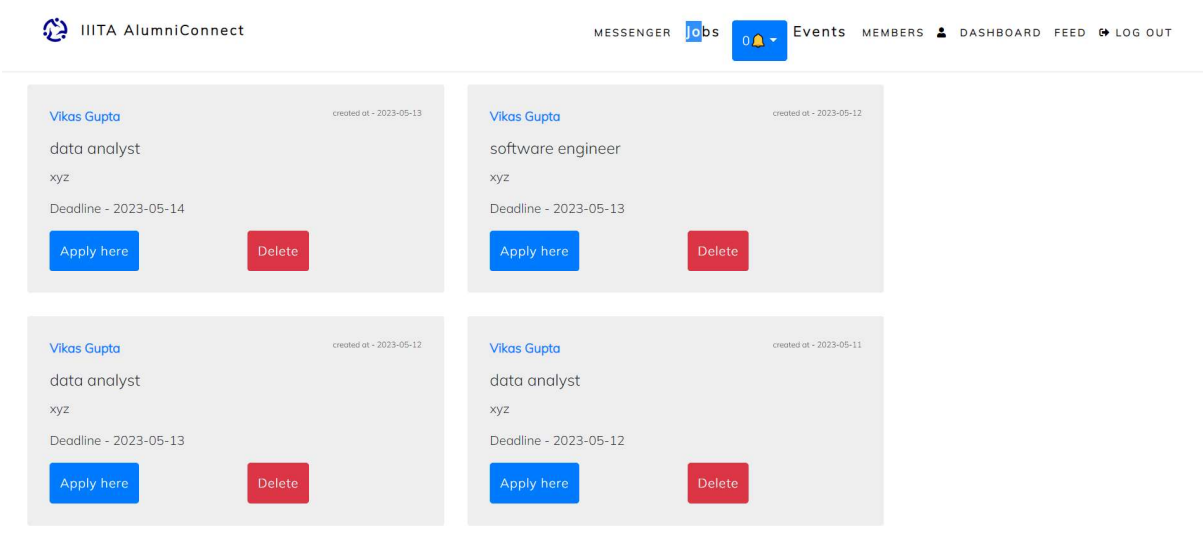 IIITA AlumniConnect
MESSENGER Jobs 0 Events MEMBERS DASHBOARD FEED LOG OUT
Vikas Gupta created at - 2023-05-13
data analyst
xyz
Deadline - 2023-05-14
Apply here Delete
Vikas Gupta created at - 2023-05-12
software engineer
xyz
Deadline - 2023-05-13
Apply here Delete
Vikas Gupta created at - 2023-05-12
data analyst
xyz
Deadline - 2023-05-13
Apply here Delete
Vikas Gupta created at - 2023-05-11
data analyst
xyz
Deadline - 2023-05-12
Apply here Delete